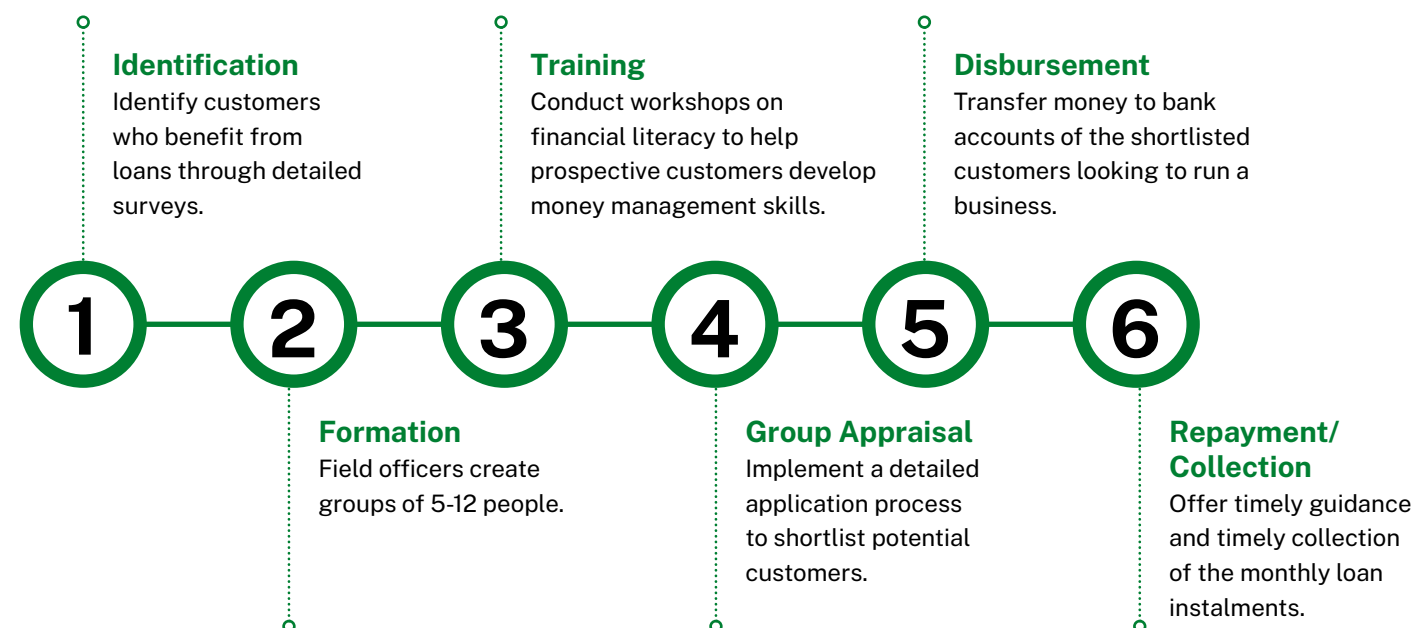 Identification
Identify customers
who benefit from
loans through detailed
surveys.
Training
Conduct workshops on
financial literacy to help
prospective customers develop
money management skills.
Disbursement
Transfer money to bank
accounts of the shortlisted
customers looking to run a
business.
1
2
3
4
5
6
Formation
Field officers create
groups of 5-12 people.
Group Appraisal
Implement a detailed
application process
to shortlist potential
customers.
Repayment/
Collection
Offer timely guidance
and timely collection
of the monthly loan
instalments.